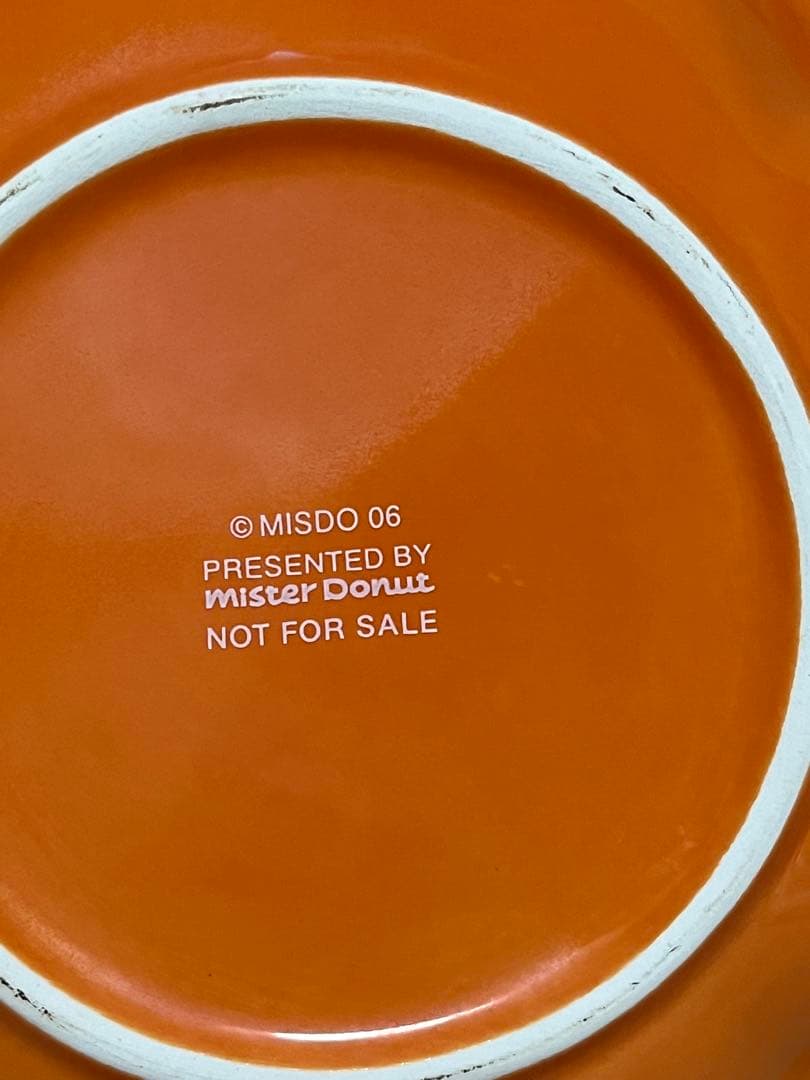 © MISDO 06
PRESENTED BY
mister Donut
NOT FOR SALE